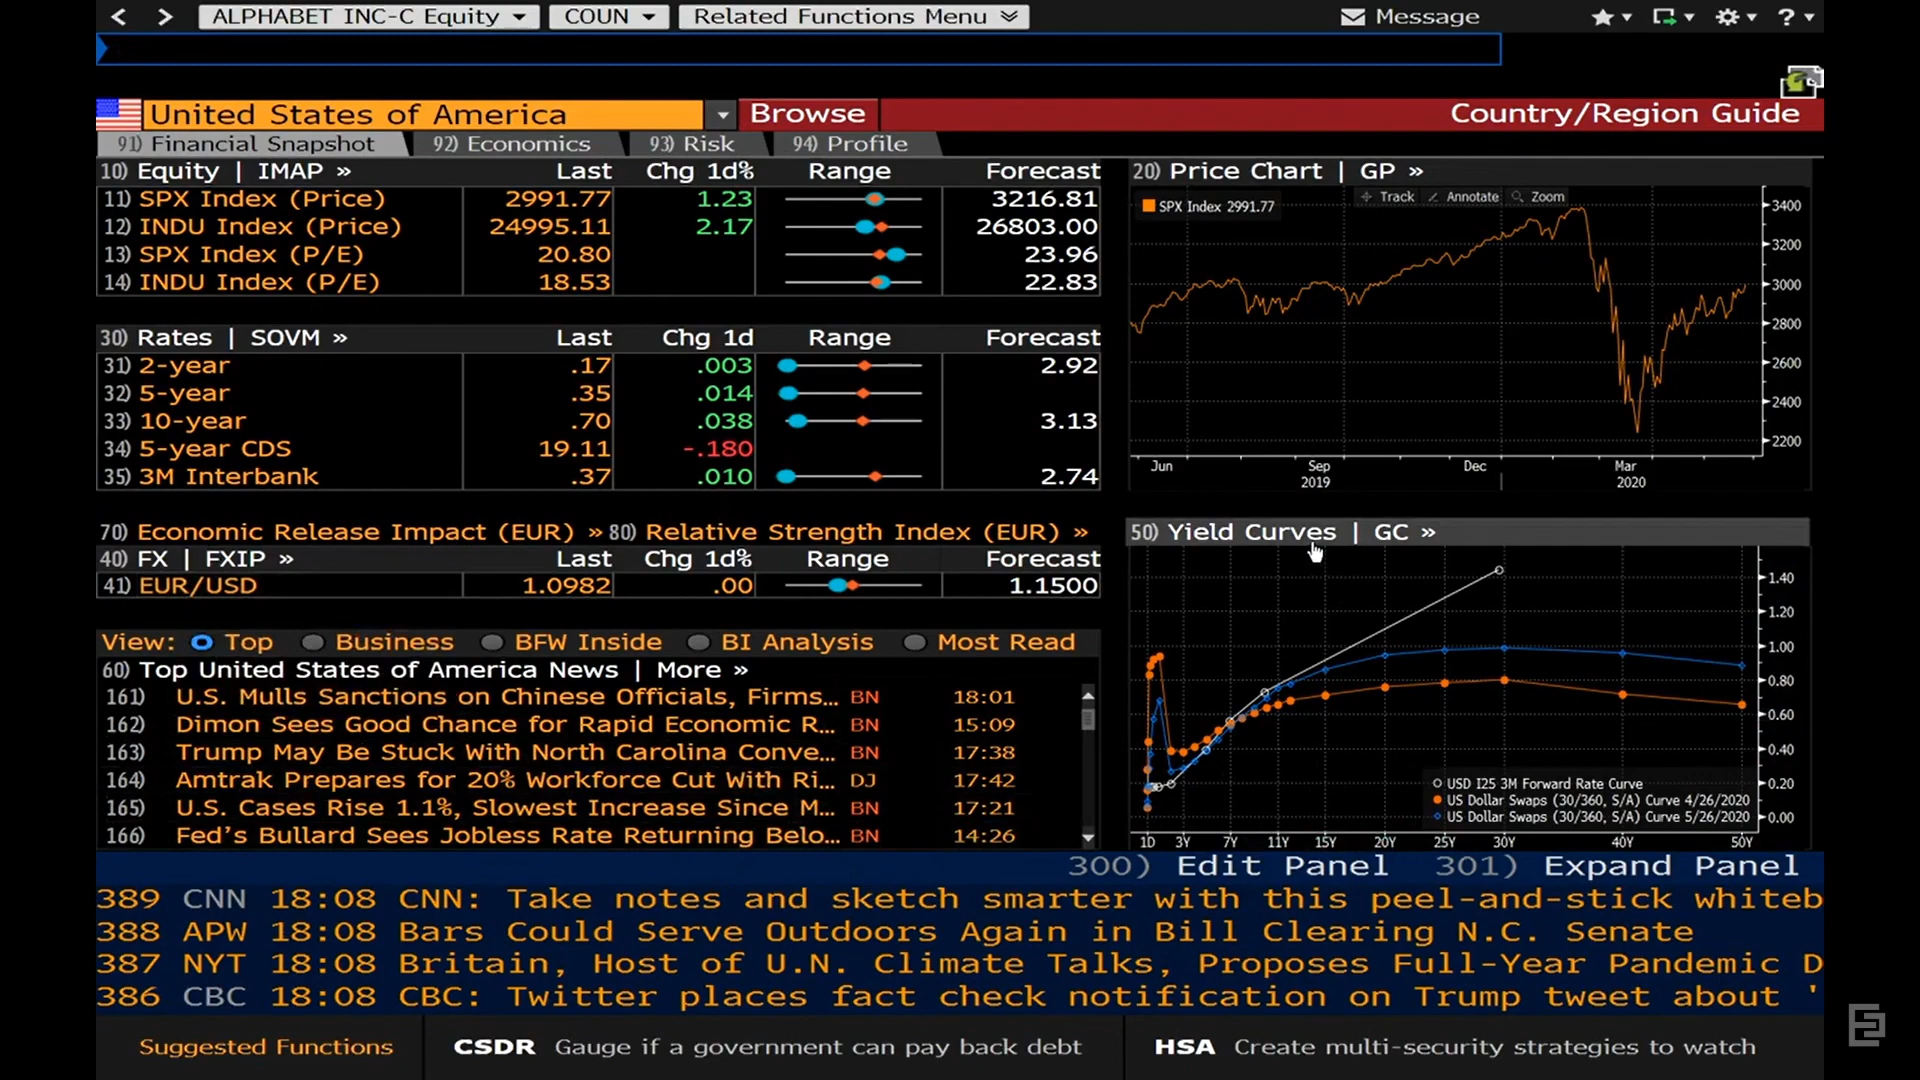 ALPHABET INC-C Equity COUN Related Functions Menu Message ?
United States of America Browse Country/Region Guide
91) Financial Snapshot 92) Economics 93) Risk 94) Profile
10) Equity | IMAP » Last Chg 1d% Range Forecast
11) SPX Index (Price) 2991.77 1.23 3216.81
12) INDU Index (Price) 24995.11 2.17 26803.00
13) SPX Index (P/E) 20.80 23.96
14) INDU Index (P/E) 18.53 22.83
30) Rates | SOVM » Last Chg 1d Range Forecast
31) 2-year .17 .003 2.92
32) 5-year .35 .014
33) 10-year .70 .038 3.13
34) 5-year CDS 19.11 -.180
35) 3M Interbank .37 .010 2.74
70) Economic Release Impact (EUR) » 80) Relative Strength Index (EUR) »
40) FX | FXIP » Last Chg 1d% Range Forecast
41) EUR/USD 1.0982 .00 1.1500
View: Top Business BFW Inside BI Analysis Most Read
60) Top United States of America News | More »
161) U.S. Mulls Sanctions on Chinese Officials, Firms... BN 18:01
162) Dimon Sees Good Chance for Rapid Economic R... BN 15:09
163) Trump May Be Stuck With North Carolina Conve... BN 17:38
164) Amtrak Prepares for 20% Workforce Cut With Ri... DJ 17:42
165) U.S. Cases Rise 1.1%, Slowest Increase Since M... BN 17:21
166) Fed's Bullard Sees Jobless Rate Returning Belo... BN 14:26
20) Price Chart | GP »
SPX Index 2991.77 Track Annotate Zoom
3400
3200
3000
2800
2600
2400
2200
Jun Sep Dec Mar
2019 2020
50) Yield Curves | GC »
1.40
1.20
1.00
0.80
0.60
0.40
0.20
0.00
USD I25 3M Forward Rate Curve
US Dollar Swaps (30/360, S/A) Curve 4/26/2020
US Dollar Swaps (30/360, S/A) Curve 5/26/2020
1D 3Y 7Y 11Y 15Y 20Y 25Y 30Y 40Y 50Y
300) Edit Panel 301) Expand Panel
389 CNN 18:08 CNN: Take notes and sketch smarter with this peel-and-stick whiteb
388 APW 18:08 Bars Could Serve Outdoors Again in Bill Clearing N.C. Senate
387 NYT 18:08 Britain, Host of U.N. Climate Talks, Proposes Full-Year Pandemic D
386 CBC 18:08 CBC: Twitter places fact check notification on Trump tweet about '
Suggested Functions CSDR Gauge if a government can pay back debt HSA Create multi-security strategies to watch